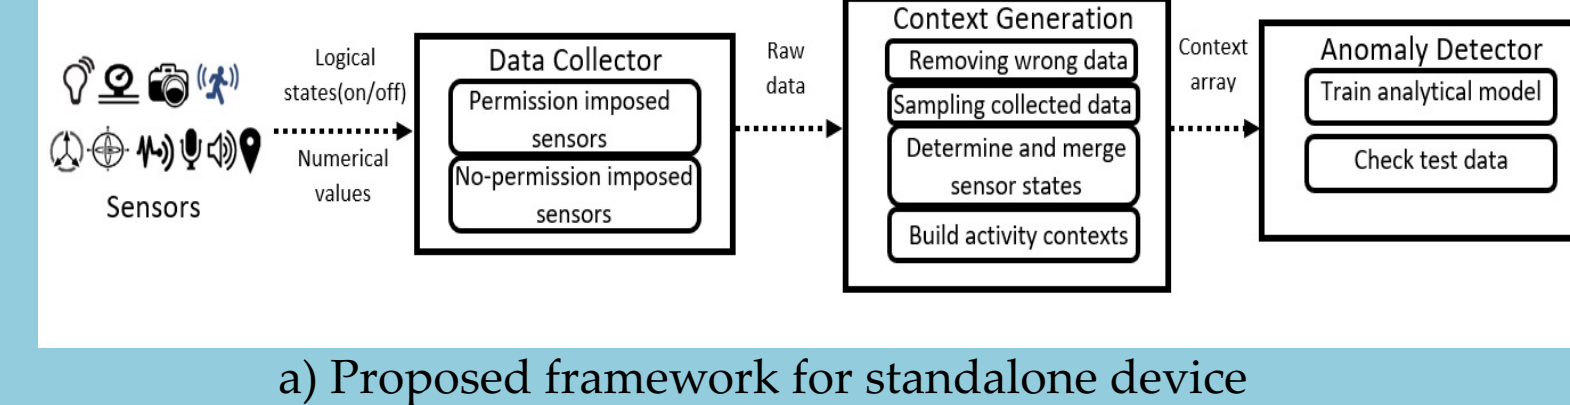 Sensors
Logical
states(on/off)
Numerical
values
Data Collector
Permission imposed
sensors
No-permission imposed
sensors
Raw
data
Context Generation
Removing wrong data
Sampling collected data
Determine and merge
sensor states
Build activity contexts
Context
array
Anomaly Detector
Train analytical model
Check test data
a) Proposed framework for standalone device